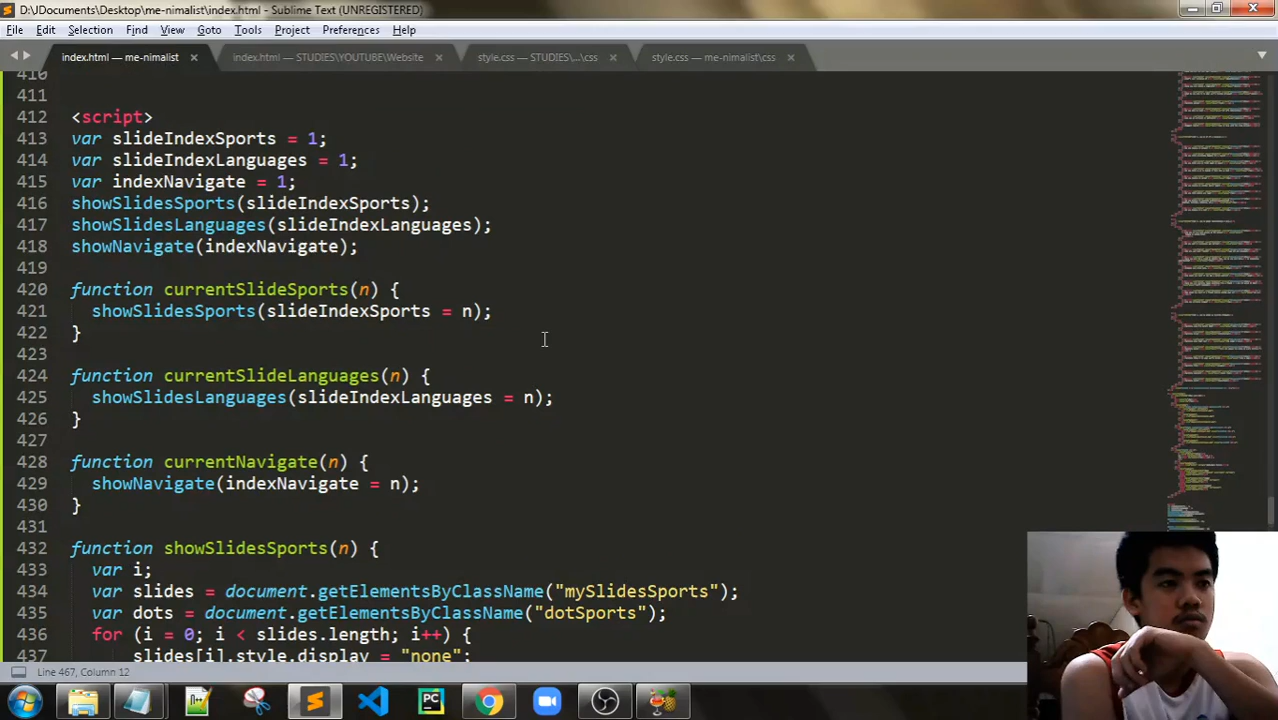 D:\JDocuments\Desktop\me-nimalist\index.html - Sublime Text (UNREGISTERED)
File Edit Selection Find View Goto Tools Project Preferences Help
index.html — me-nimalist index.html — STUDIES\YOUTUBE\Website style.css — STUDIES\...\css style.css — me-nimalist\css
410
411
412 <script>
413 var slideIndexSports = 1;
414 var slideIndexLanguages = 1;
415 var indexNavigate = 1;
416 showSlidesSports(slideIndexSports);
417 showSlidesLanguages(slideIndexLanguages);
418 showNavigate(indexNavigate);
419
420 function currentSlideSports(n) {
421 showSlidesSports(slideIndexSports = n);
422 }
423
424 function currentSlideLanguages(n) {
425 showSlidesLanguages(slideIndexLanguages = n);
426 }
427
428 function currentNavigate(n) {
429 showNavigate(indexNavigate = n);
430 }
431
432 function showSlidesSports(n) {
433 var i;
434 var slides = document.getElementsByClassName("mySlidesSports");
435 var dots = document.getElementsByClassName("dotSports");
436 for (i = 0; i < slides.length; i++) {
437 slides[i].style.display = "none";
Line 467, Column 12
PC